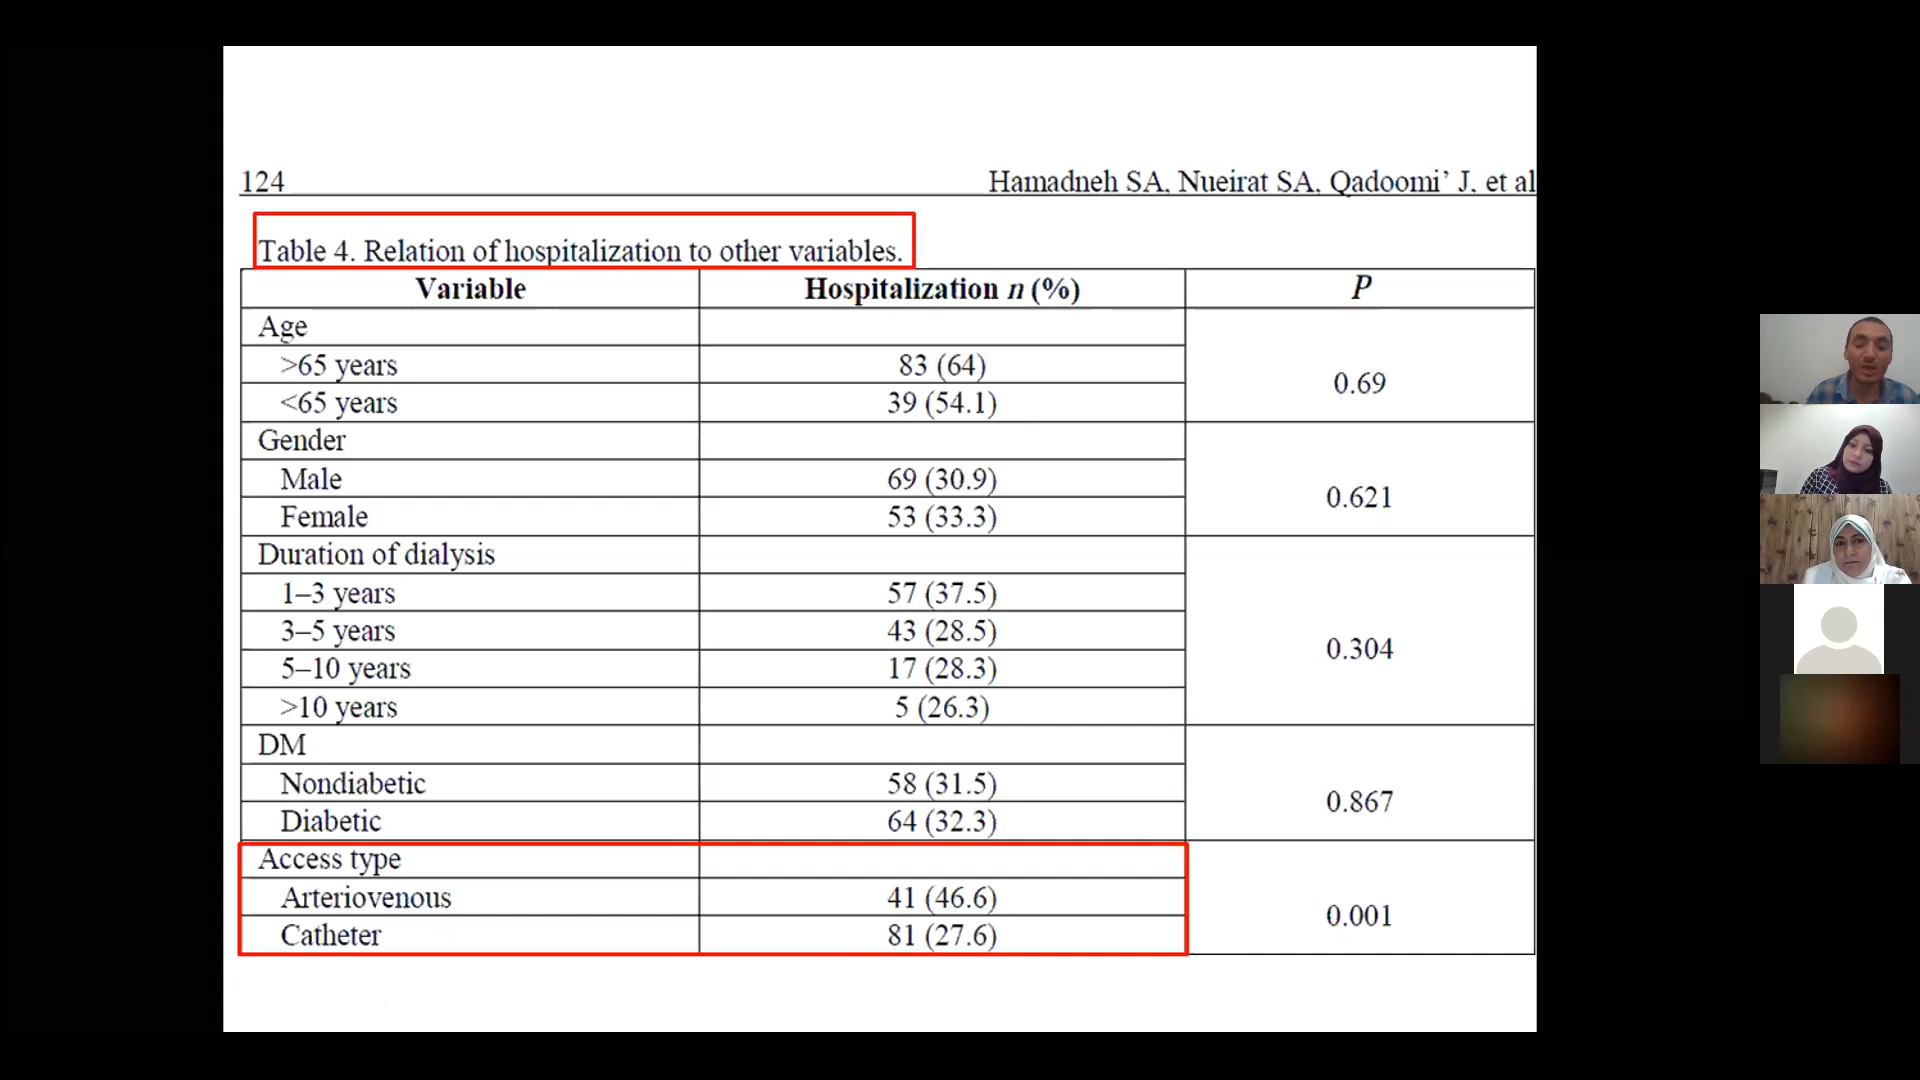 124 Hamadneh SA, Nueirat SA, Qadoomi’ J, et al
Table 4. Relation of hospitalization to other variables.
Variable Hospitalization n (%) P
Age
>65 years 83 (64)
<65 years 39 (54.1)
0.69
Gender
Male 69 (30.9)
Female 53 (33.3)
0.621
Duration of dialysis
1–3 years 57 (37.5)
3–5 years 43 (28.5)
5–10 years 17 (28.3)
>10 years 5 (26.3)
0.304
DM
Nondiabetic 58 (31.5)
Diabetic 64 (32.3)
0.867
Access type
Arteriovenous 41 (46.6)
Catheter 81 (27.6)
0.001